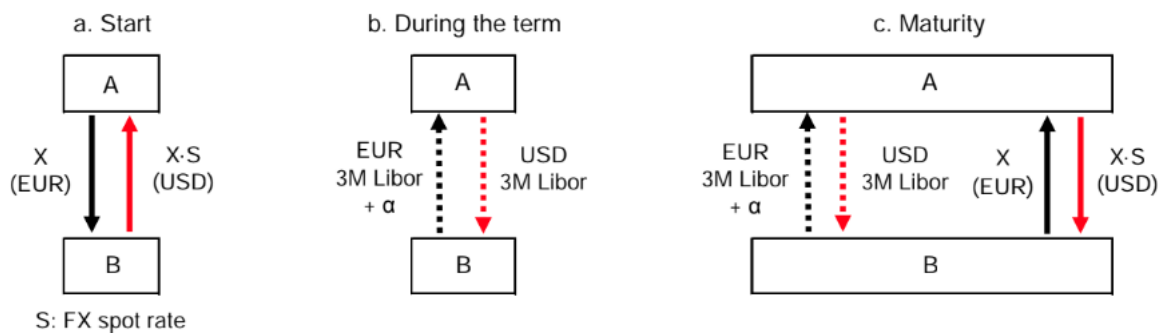 a. Start
A
X
(EUR)
X·S
(USD)
B
S: FX spot rate
b. During the term
A
EUR
3M Libor
+ α
USD
3M Libor
B
c. Maturity
A
EUR
3M Libor
+ α
USD
3M Libor
X
(EUR)
X·S
(USD)
B